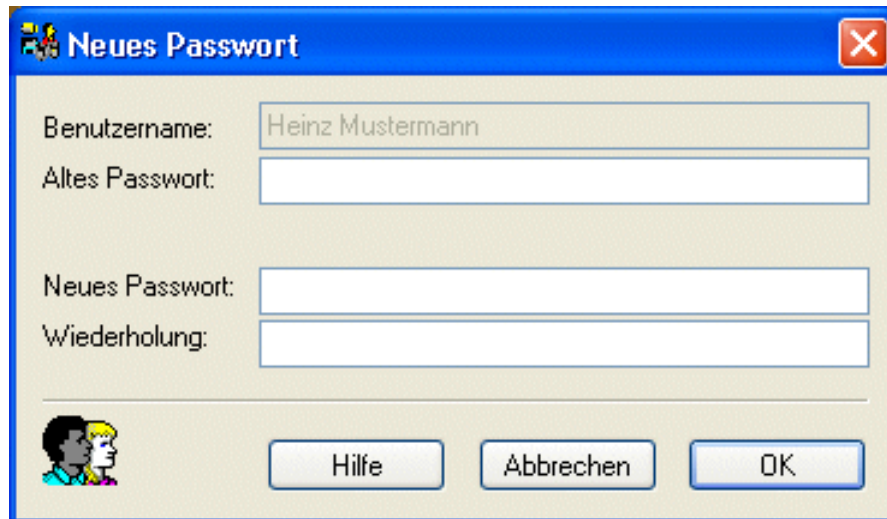 Neues Passwort
Benutzername: Heinz Mustermann
Altes Passwort:
Neues Passwort:
Wiederholung:
Hilfe Abbrechen OK